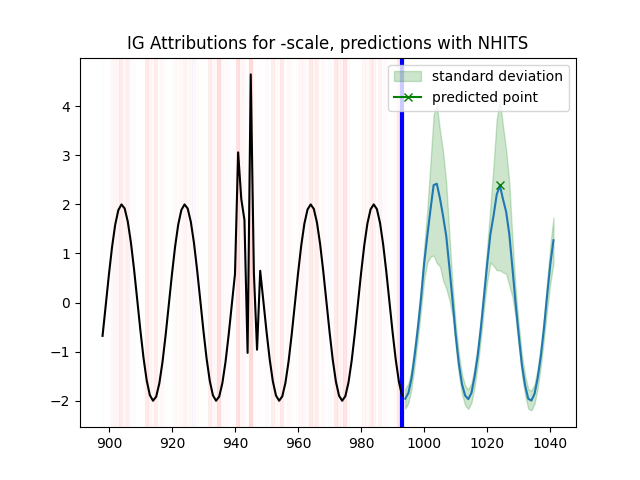 IG Attributions for -scale, predictions with NHITS
standard deviation
predicted point
4
3
2
1
0
−1
−2
900 920 940 960 980 1000 1020 1040